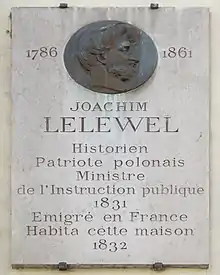 1786 1861
JOACHIM
LELEWEL
Historien
Patriote polonais
Ministre
de l'Instruction publique
1831
Emigré en France
Habita cette maison
1832